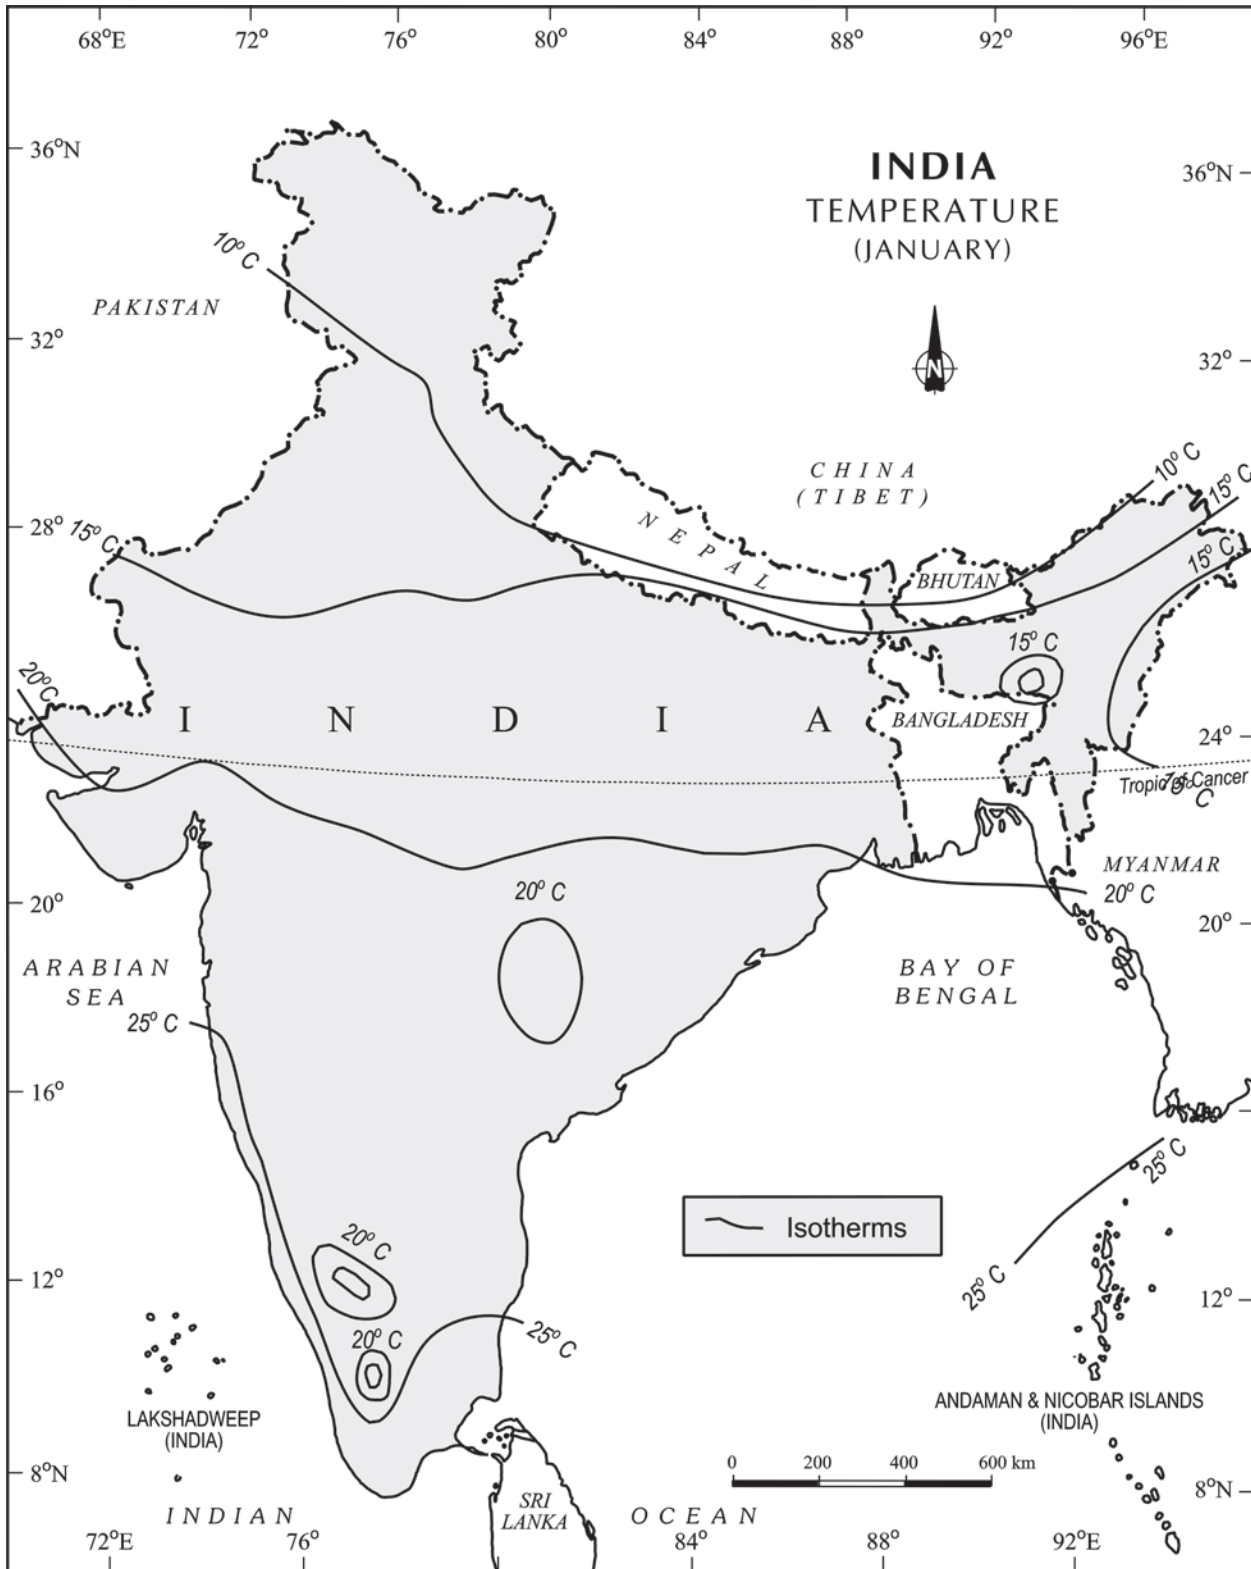 68°E 72° 76° 80° 84° 88° 92° 96°E
36°N
INDIA
TEMPERATURE
(JANUARY)
36°N
10° C
PAKISTAN
32°
N
32°
CHINA
(TIBET)
10° C
15° C
28°
15° C
NEPAL
BHUTAN
15° C
15° C
20° C
INDIA
BANGLADESH
24°
Tropic of Cancer
15° C
MYANMAR
20° C
20° C
20°
20°
ARABIAN
SEA
BAY OF
BENGAL
25° C
16°
25° C
Isotherms
20° C
12°
25° C
12°
20° C
25° C
LAKSHADWEEP
(INDIA)
ANDAMAN & NICOBAR ISLANDS
(INDIA)
0 200 400 600 km
8°N
8°N
SRI
LANKA
INDIAN OCEAN
72°E 76° 84° 88° 92°E